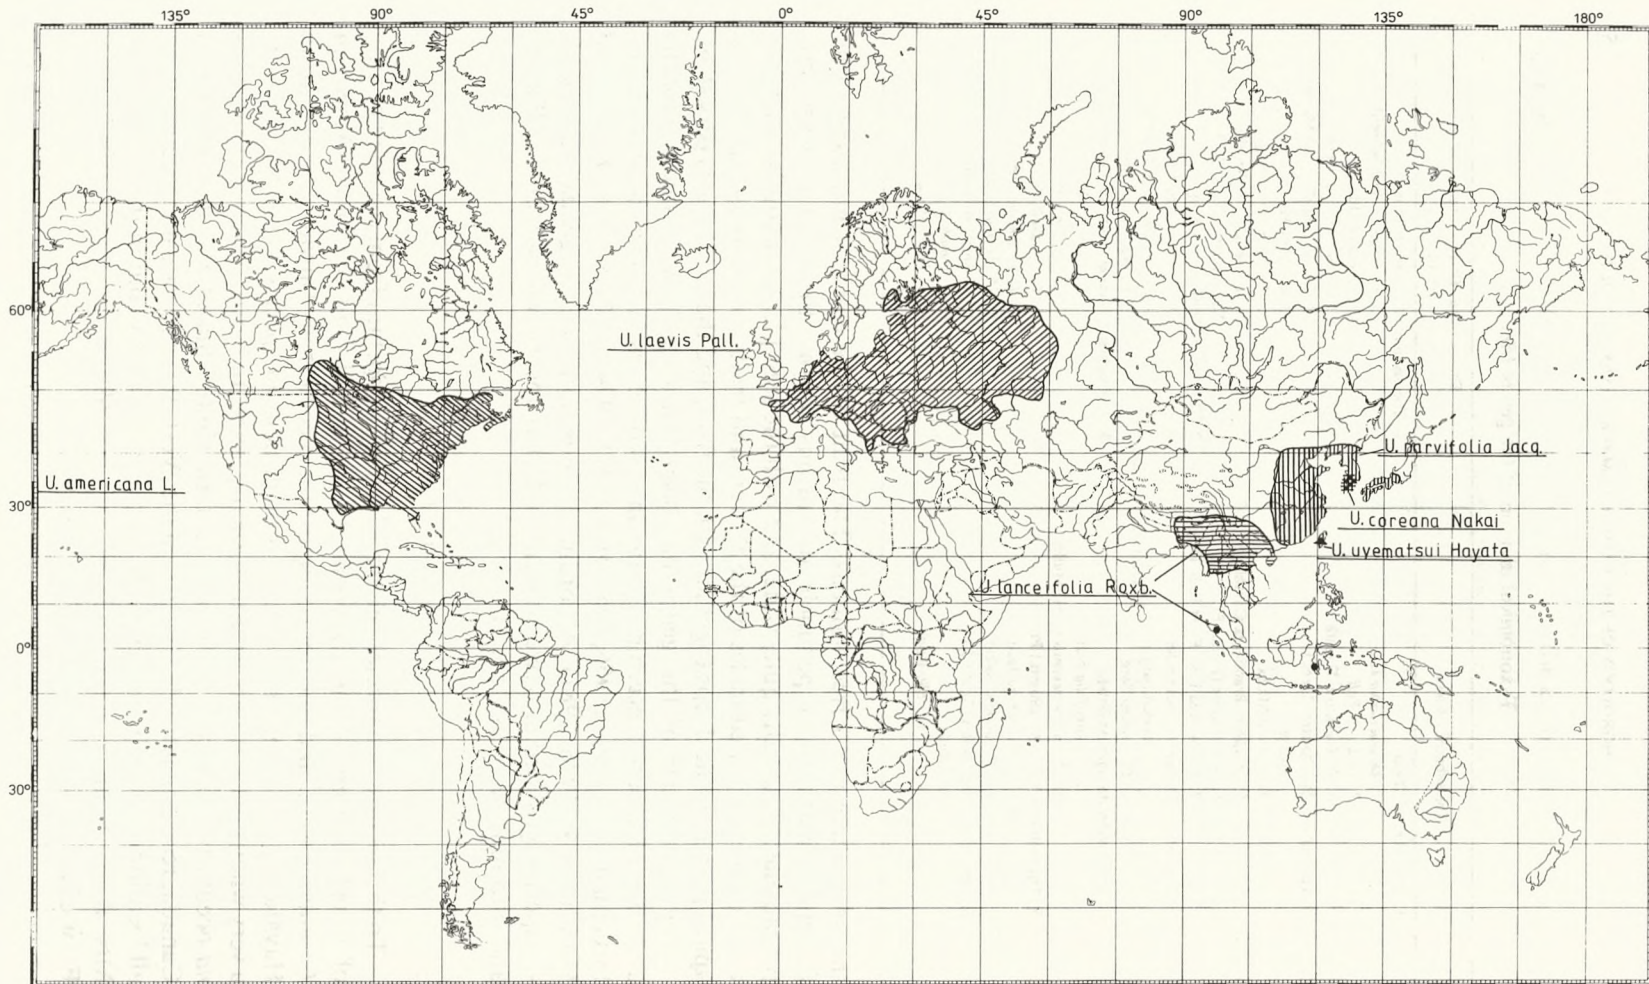 135° 90° 45° 0° 45° 90° 135° 180°
60°
U. laevis Pall.
U. parvifolia Jacq.
U. americana L.
30°
U. coreana Nakai
U. uyematsui Hayata
U. lanceifolia Roxb.
0°
30°